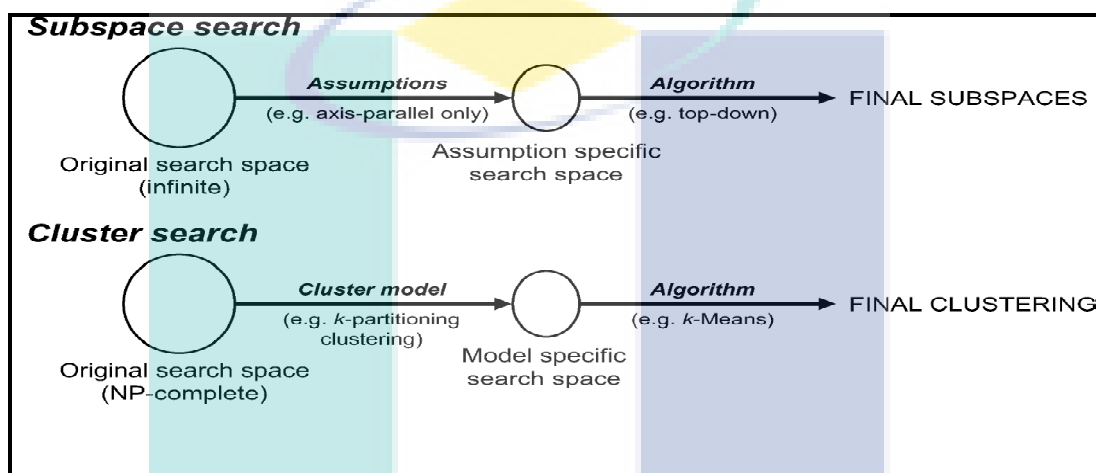 Subspace search
Assumptions
(e.g. axis-parallel only)
Algorithm
(e.g. top-down)
FINAL SUBSPACES
Original search space
(infinite)
Assumption specific
search space
Cluster search
Cluster model
(e.g. k-partitioning
clustering)
Algorithm
(e.g. k-Means)
FINAL CLUSTERING
Original search space
(NP-complete)
Model specific
search space